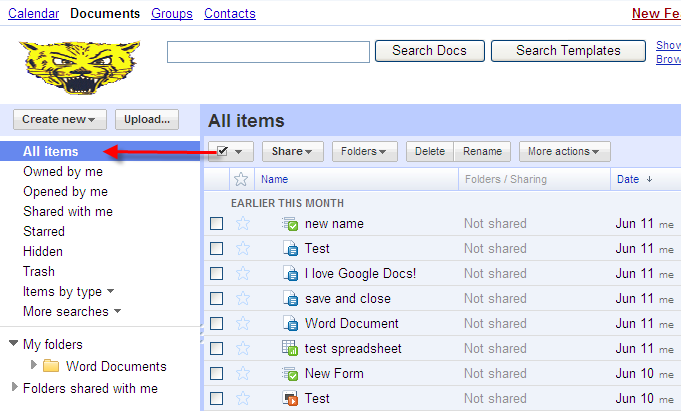 Calendar Documents Groups Contacts New Fe
Search Docs Search Templates Show
Brow
Create new Upload... All items
All items Share Folders Delete Rename More actions
Owned by me Name Folders / Sharing Date
Opened by me
Shared with me
Starred
Hidden
Trash
Items by type
More searches
My folders
Word Documents
Folders shared with me
EARLIER THIS MONTH
new name Not shared Jun 11 me
Test Not shared Jun 11 me
I love Google Docs! Not shared Jun 11 me
save and close Not shared Jun 11 me
Word Document Not shared Jun 11 me
test spreadsheet Not shared Jun 11 me
New Form Not shared Jun 10 me
Test Not shared Jun 10 me